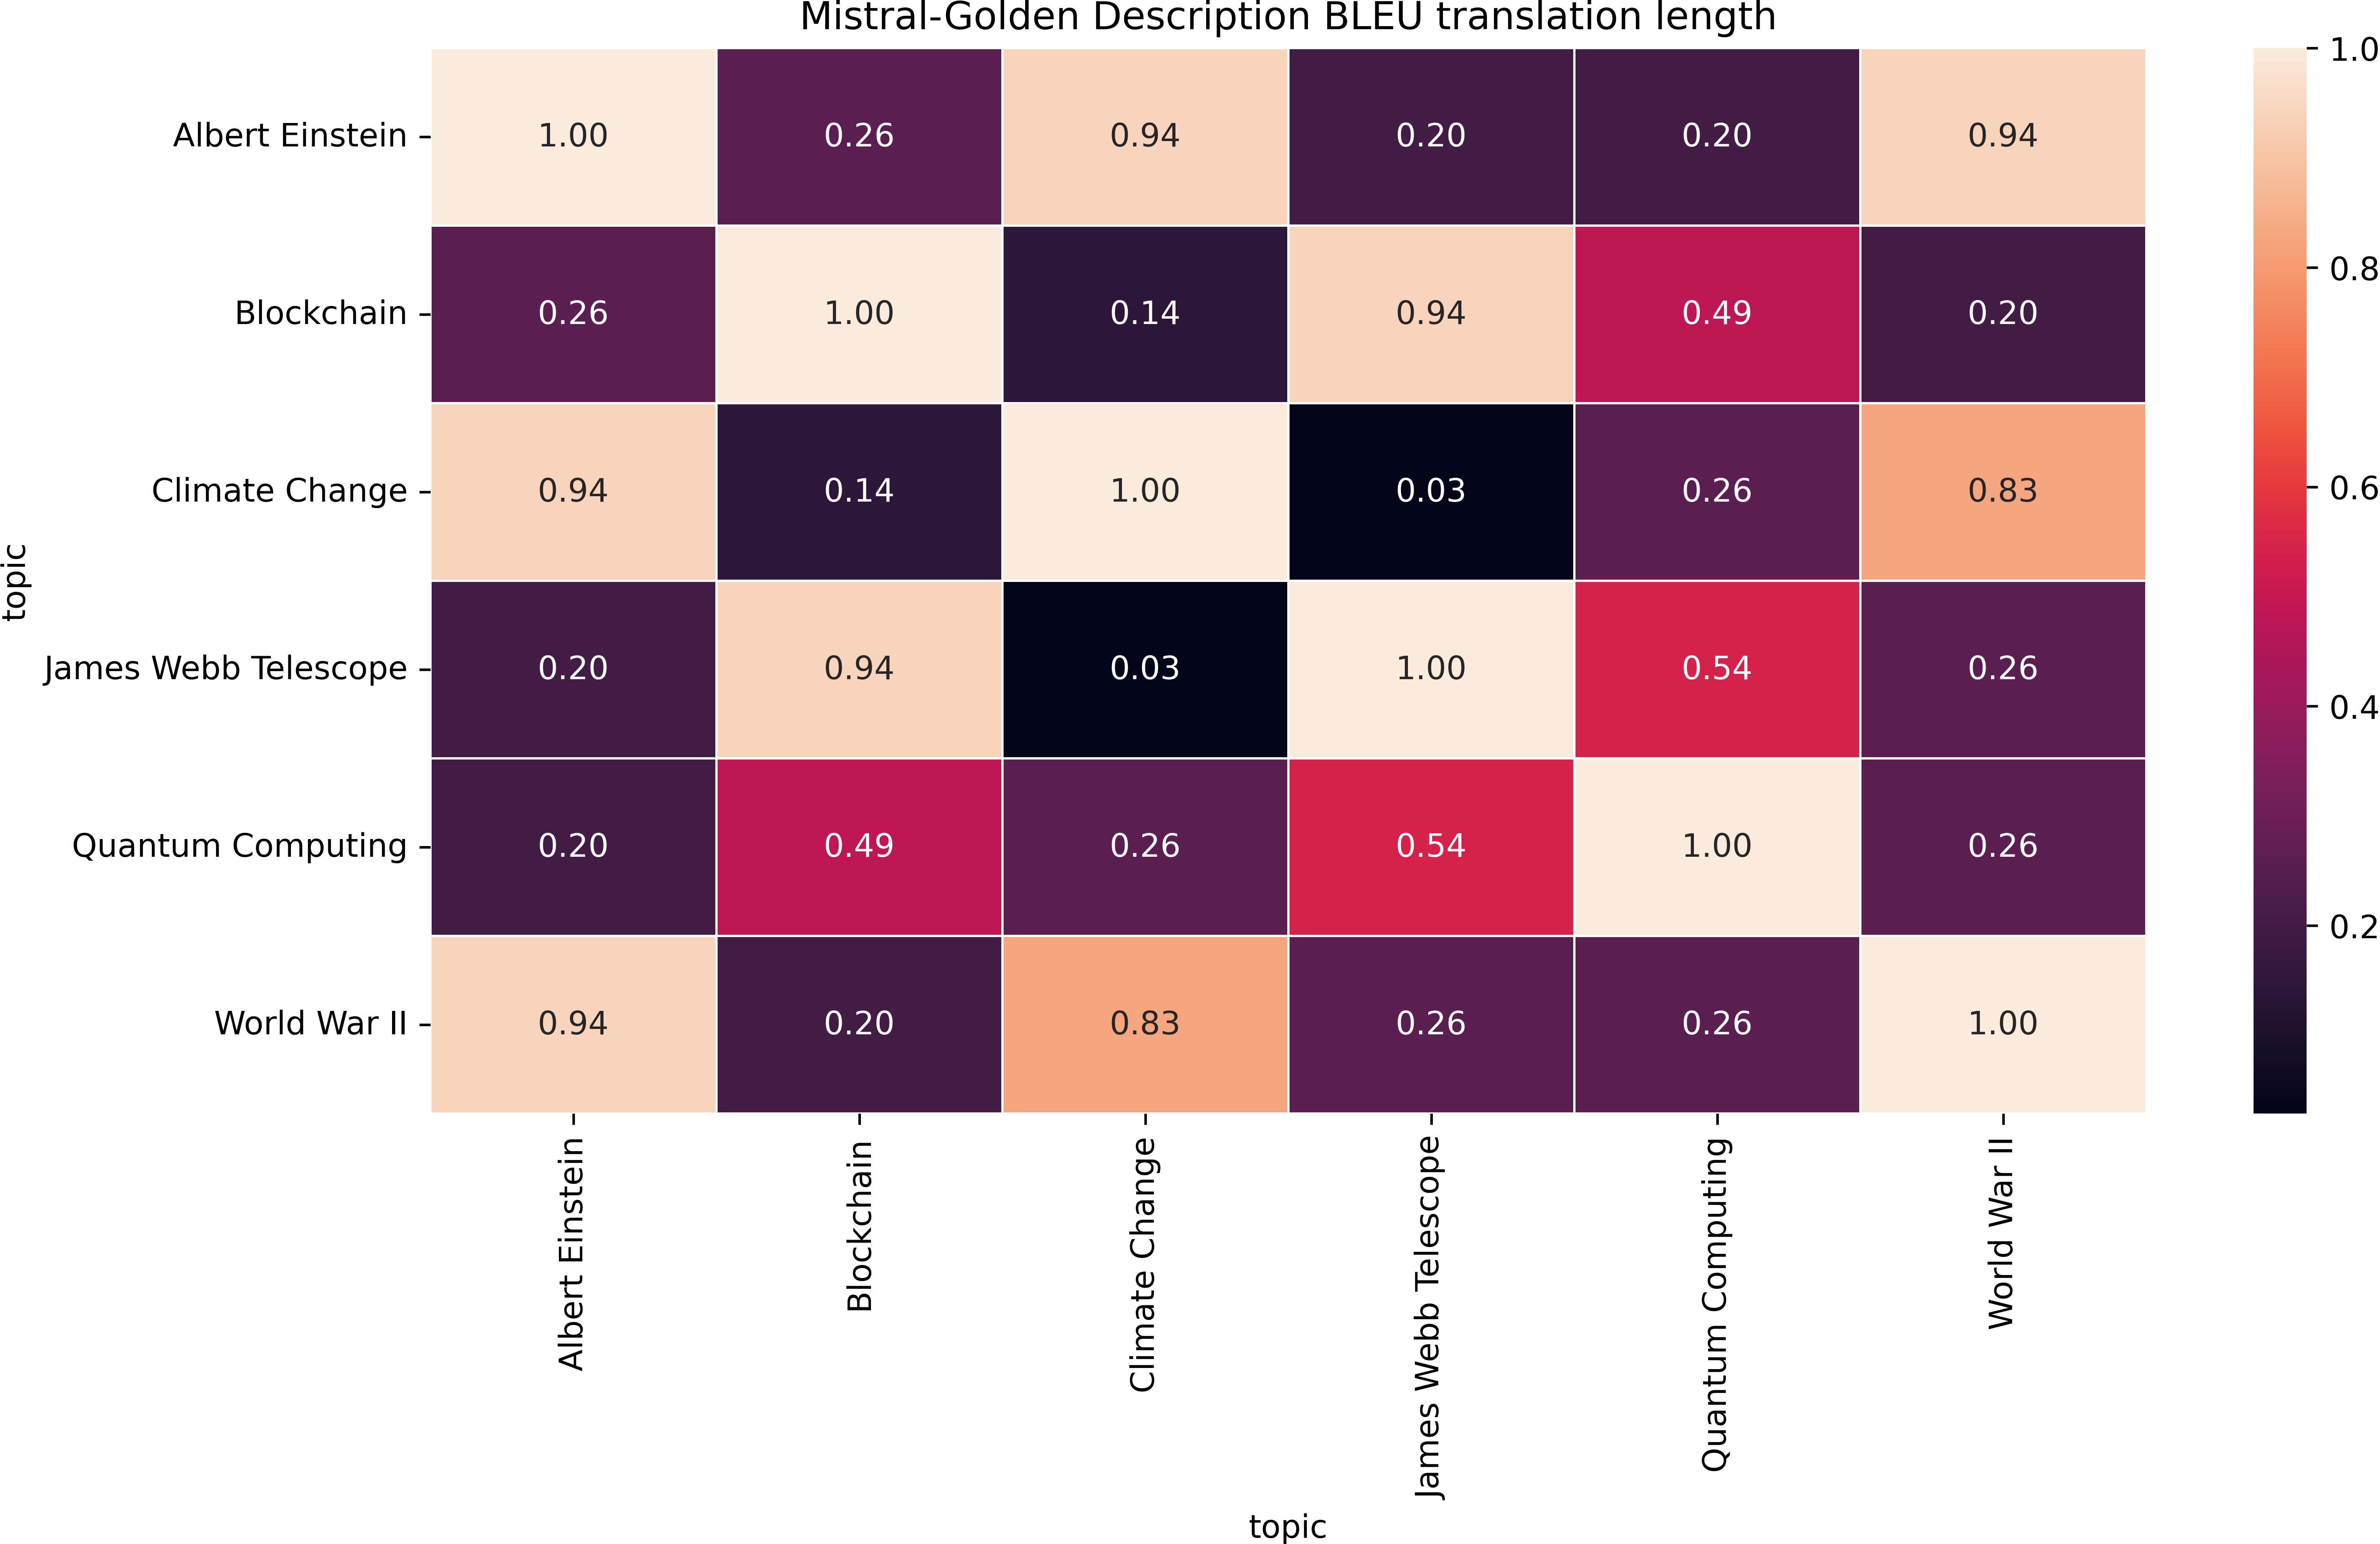 Mistral-Golden Description BLEU translation length
Albert Einstein 1.00 0.26 0.94 0.20 0.20 0.94
Blockchain 0.26 1.00 0.14 0.94 0.49 0.20
Climate Change 0.94 0.14 1.00 0.03 0.26 0.83
James Webb Telescope 0.20 0.94 0.03 1.00 0.54 0.26
Quantum Computing 0.20 0.49 0.26 0.54 1.00 0.26
World War II 0.94 0.20 0.83 0.26 0.26 1.00
topic
Albert Einstein
Blockchain
Climate Change
James Webb Telescope
Quantum Computing
World War II
topic
1.0
0.8
0.6
0.4
0.2